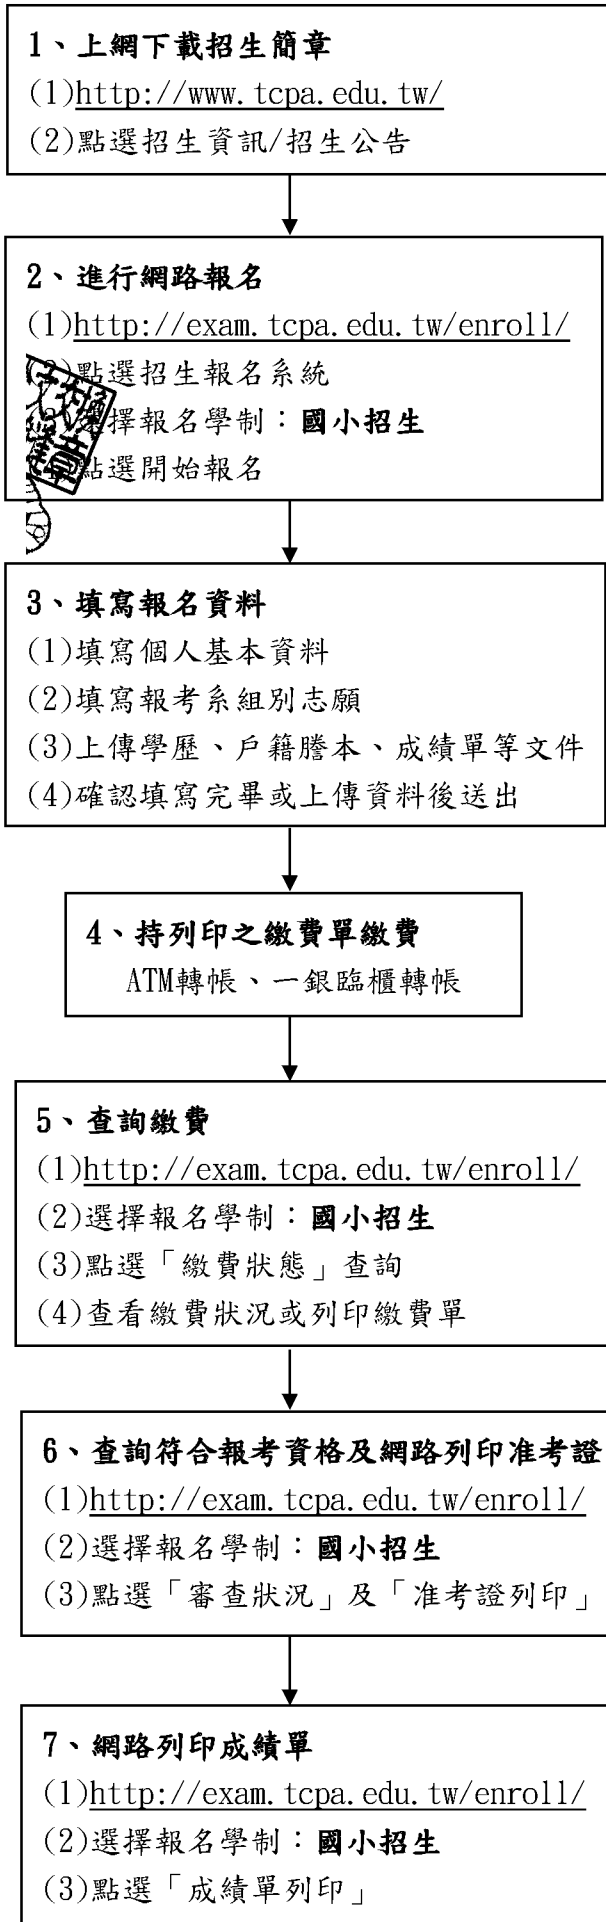 1、上網下載招生簡章
(1)http://www.tcpa.edu.tw/
(2)點選招生資訊/招生公告
2、進行網路報名
(1)http://exam.tcpa.edu.tw/enroll/
點選招生報名系統
選擇報名學制：國小招生
點選開始報名
3、填寫報名資料
(1)填寫個人基本資料
(2)填寫報考系組別志願
(3)上傳學歷、戶籍謄本、成績單等文件
(4)確認填寫完畢或上傳資料後送出
4、持列印之繳費單繳費
ATM轉帳、一銀臨櫃轉帳
5、查詢繳費
(1)http://exam.tcpa.edu.tw/enroll/
(2)選擇報名學制：國小招生
(3)點選「繳費狀態」查詢
(4)查看繳費狀況或列印繳費單
6、查詢符合報考資格及網路列印准考證
(1)http://exam.tcpa.edu.tw/enroll/
(2)選擇報名學制：國小招生
(3)點選「審查狀況」及「准考證列印」
7、網路列印成績單
(1)http://exam.tcpa.edu.tw/enroll/
(2)選擇報名學制：國小招生
(3)點選「成績單列印」